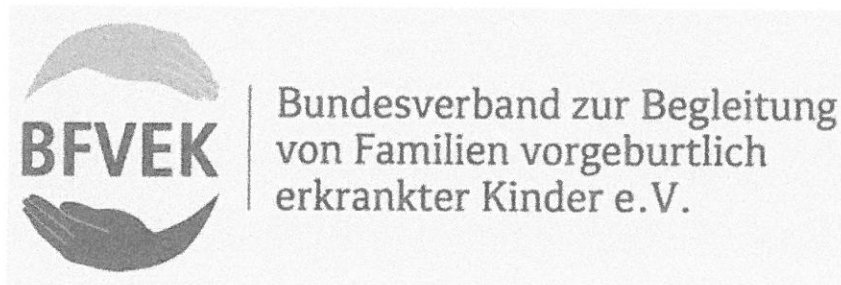 BFVEK
Bundesverband zur Begleitung
von Familien vorgeburtlich
erkrankter Kinder e.V.